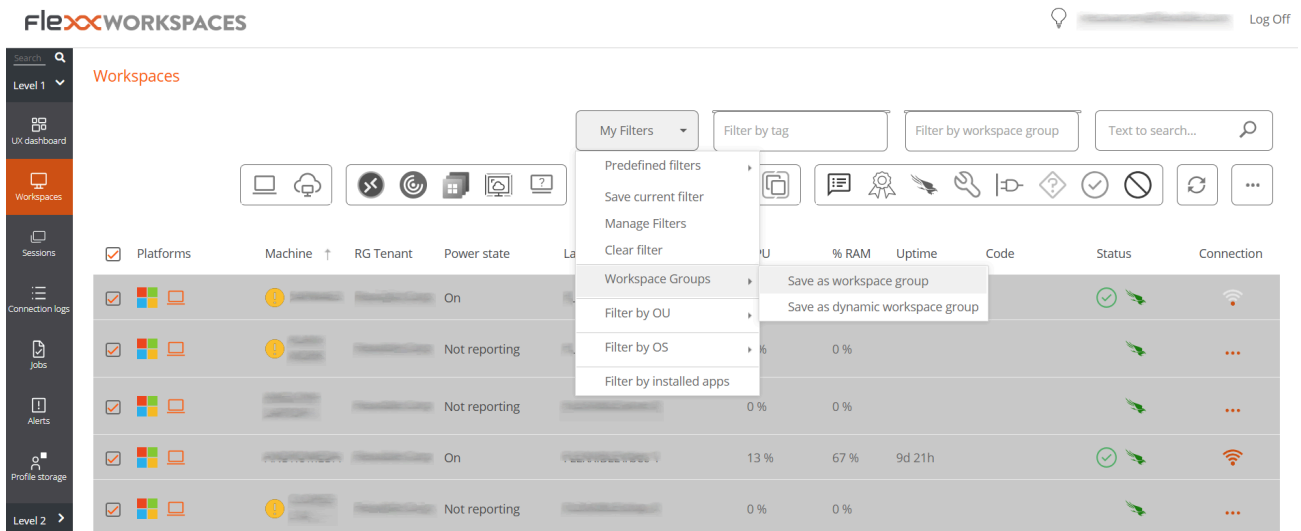 FlexxWORKSPACES
Log Off
Search
Level 1
Workspaces
UX dashboard
My Filters
Filter by tag
Filter by workspace group
Text to search...
Predefined filters
Save current filter
Manage Filters
Clear filter
Workspace Groups
Save as workspace group
Save as dynamic workspace group
Filter by OU
Filter by OS
Filter by installed apps
Workspaces
Sessions
Connection logs
Jobs
Alerts
Profile storage
Level 2
Platforms Machine RG Tenant Power state % RAM Uptime Code Status Connection
On
Not reporting 0 %
Not reporting 0 % 0 %
On 13 % 67 % 9d 21h
Not reporting 0 % 0 %